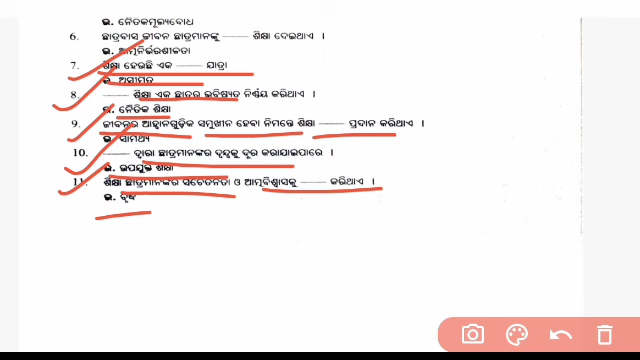 ଉ. ନୈତିକମୂଲ୍ୟବୋଧ
6. ଛାତ୍ରବାସ ଜୀବନ ଛାତ୍ରମାନଙ୍କୁ —— ଶିକ୍ଷା ଦେଇଥାଏ ।
ଉ. ଆତ୍ମନିର୍ଭରଶୀଳତା
7. ଶିକ୍ଷା ହେଉଛି ଏକ —— ଯାତ୍ରା
ଉ. ଅସୀମିତ
8. —— ଶିକ୍ଷା ଏକ ଛାତ୍ରର ଭବିଷ୍ୟତ ନିର୍ଣ୍ଣୟ କରିଥାଏ ।
ଉ. ନୈତିକ ଶିକ୍ଷା
9. ଜୀବନର ଆହ୍ୱାନଗୁଡ଼ିକ ସମ୍ମୁଖୀନ ହେବା ନିମନ୍ତେ ଶିକ୍ଷା —— ପ୍ରଦାନ କରିଥାଏ ।
ଉ. ସାମର୍ଥ୍ୟ
10. —— ଦ୍ୱାରା ଛାତ୍ରମାନଙ୍କର ଦ୍ୱନ୍ଦ୍ୱକୁ ଦୂର କରାଯାଇପାରେ ।
ଉ. ଉପଯୁକ୍ତ ଶିକ୍ଷା
11. ଶିକ୍ଷା ଛାତ୍ରମାନଙ୍କର ସଚେତନତା ଓ ଆତ୍ମବିଶ୍ୱାସକୁ —— କରିଥାଏ ।
ଉ. ବୃଦ୍ଧି